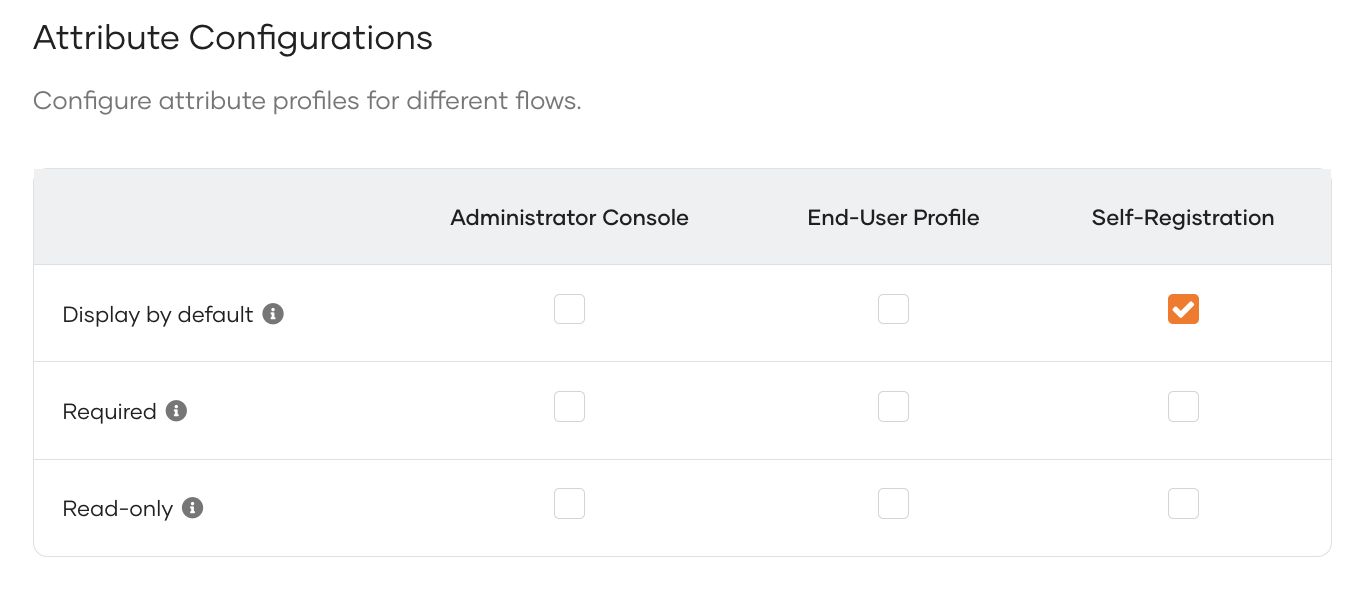 Attribute Configurations
Configure attribute profiles for different flows.
Administrator Console End-User Profile Self-Registration
Display by default
Required
Read-only